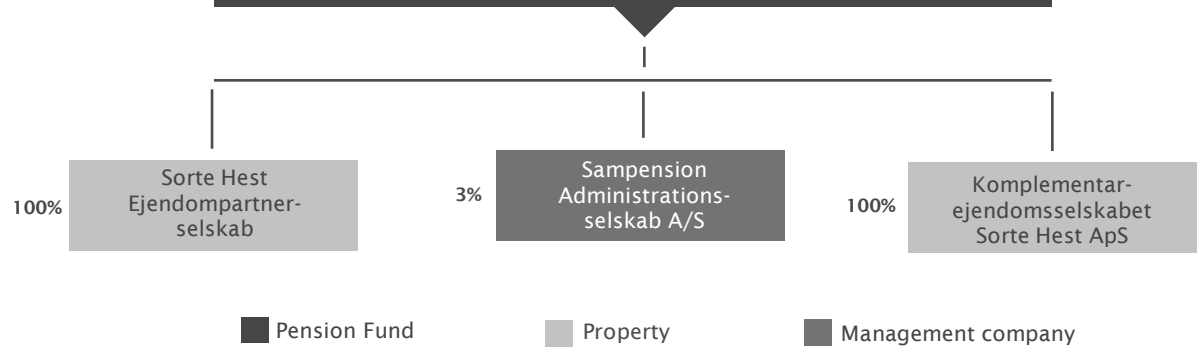 100%
Sorte Hest
Ejendompartner-
selskab
3%
Sampension
Administrations-
selskab A/S
100%
Komplementar-
ejendomsselskabet
Sorte Hest ApS
Pension Fund
Property
Management company